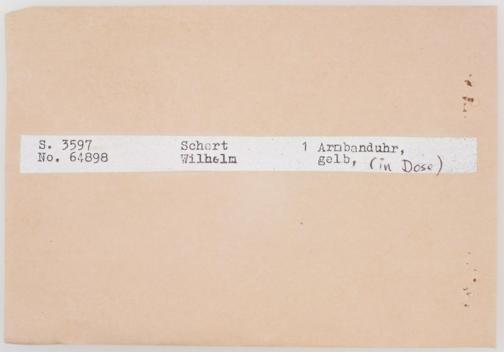 S. 3597 Schert 1 Armbanduhr,
No. 64898 Wilhelm gelb, (in Dose)